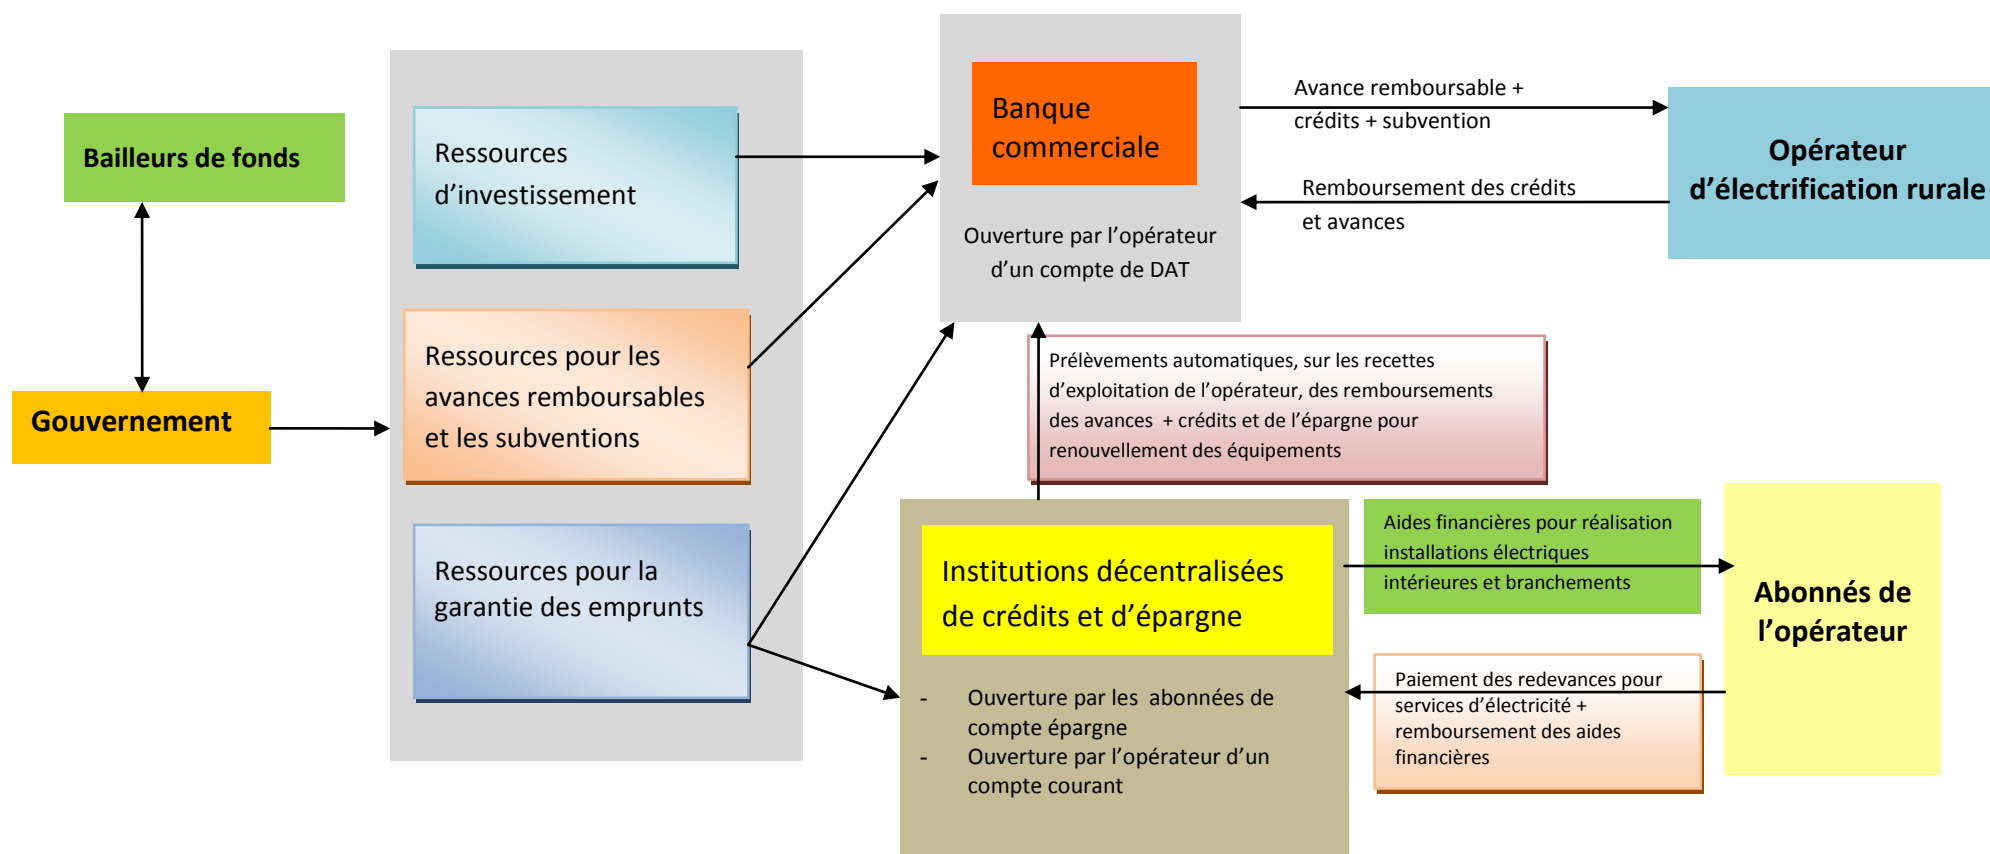 Bailleurs de fonds
Gouvernement
Ressources
d’investissement
Ressources pour les
avances remboursables
et les subventions
Ressources pour la
garantie des emprunts
Banque
commerciale
Ouverture par l’opérateur
d’un compte de DAT
Avance remboursable +
crédits + subvention
Remboursement des crédits
et avances
Opérateur
d’électrification rurale
Prélèvements automatiques, sur les recettes
d’exploitation de l’opérateur, des remboursements
des avances + crédits et de l’épargne pour
renouvellement des équipements
Institutions décentralisées
de crédits et d’épargne
- Ouverture par les abonnées de
compte épargne
- Ouverture par l’opérateur d’un
compte courant
Aides financières pour réalisation
installations électriques
intérieures et branchements
Paiement des redevances pour
services d’électricité +
remboursement des aides
financières
Abonnés de
l’opérateur